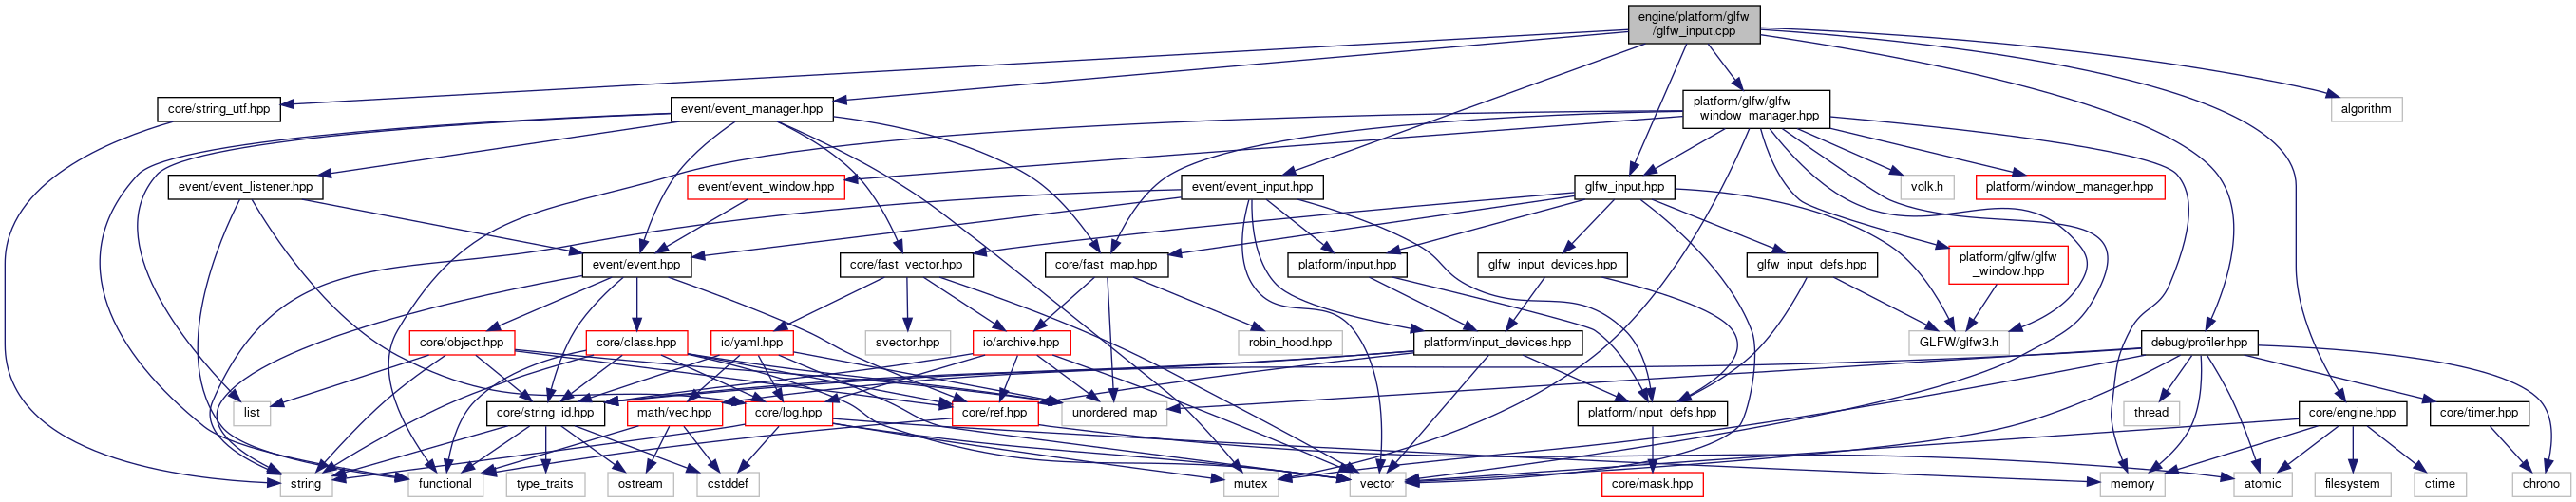 engine/platform/glfw
/glfw_input.cpp
core/string_utf.hpp
event/event_manager.hpp
platform/glfw/glfw
_window_manager.hpp
algorithm
event/event_listener.hpp
event/event_window.hpp
event/event_input.hpp
glfw_input.hpp
volk.h
platform/window_manager.hpp
event/event.hpp
core/fast_vector.hpp
core/fast_map.hpp
platform/input.hpp
glfw_input_devices.hpp
glfw_input_defs.hpp
platform/glfw/glfw
_window.hpp
core/object.hpp
core/class.hpp
io/yaml.hpp
svector.hpp
io/archive.hpp
robin_hood.hpp
platform/input_devices.hpp
GLFW/glfw3.h
debug/profiler.hpp
list
core/string_id.hpp
math/vec.hpp
core/log.hpp
core/ref.hpp
unordered_map
platform/input_defs.hpp
thread
core/engine.hpp
core/timer.hpp
string
functional
type_traits
ostream
cstddef
mutex
vector
core/mask.hpp
memory
atomic
filesystem
ctime
chrono